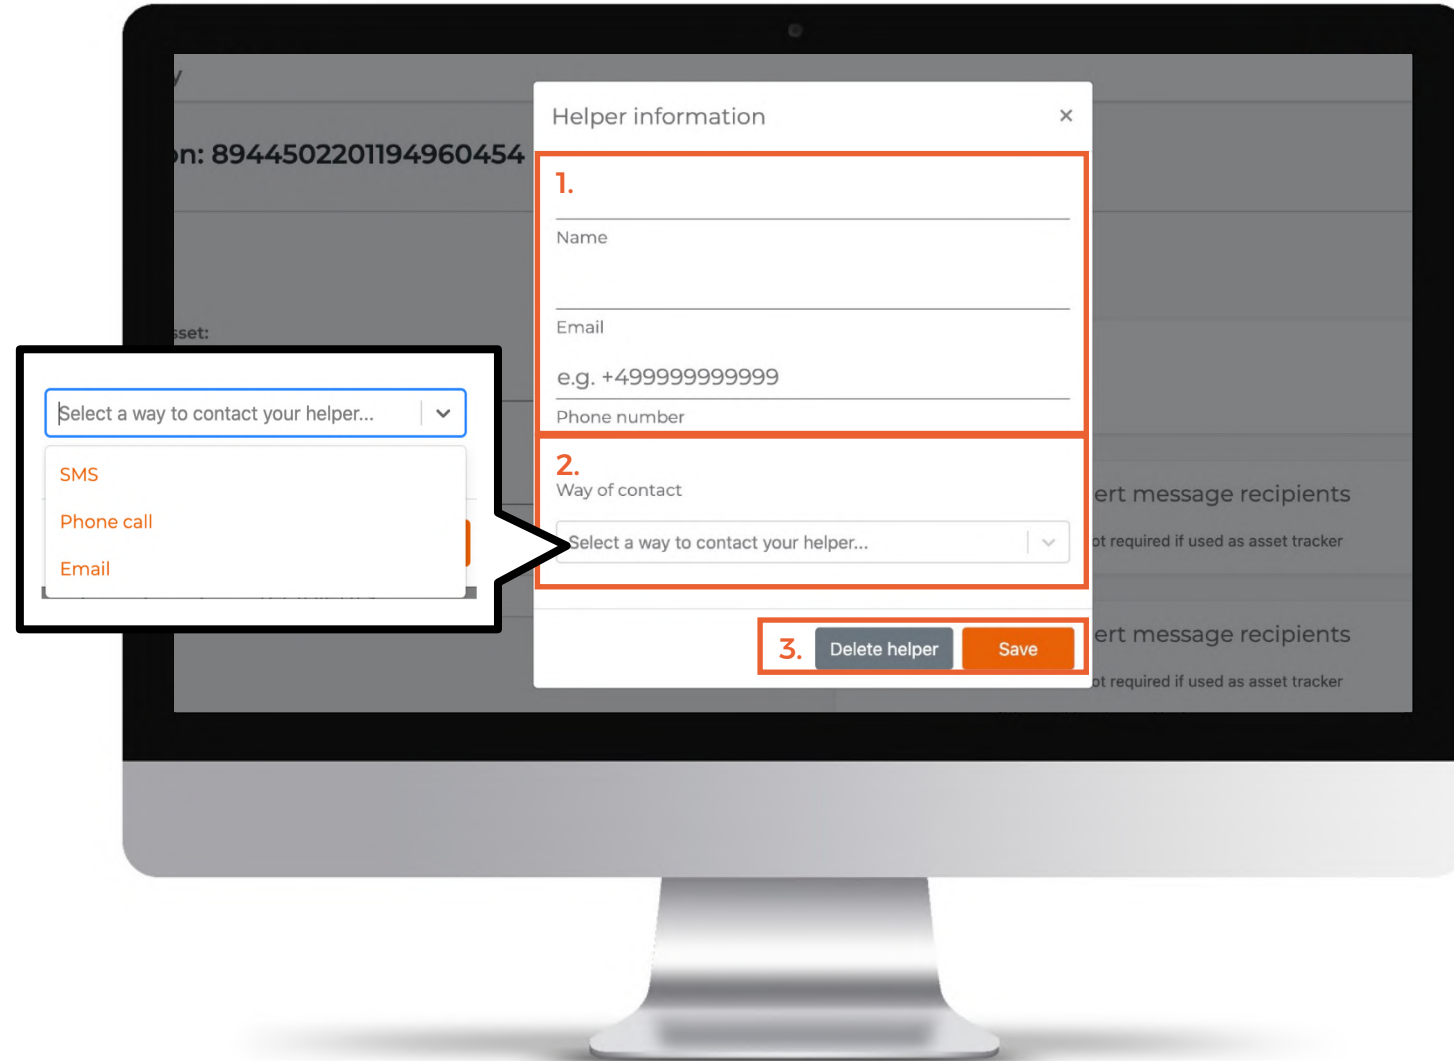 y
on: 8944502201194960454
sset:
Helper information
×
1.
Name
Email
e.g. +499999999999
Phone number
2.
Way of contact
Select a way to contact your helper...
3. Delete helper Save
Select a way to contact your helper...
SMS
Phone call
Email
ert message recipients
ot required if used as asset tracker
ert message recipients
ot required if used as asset tracker